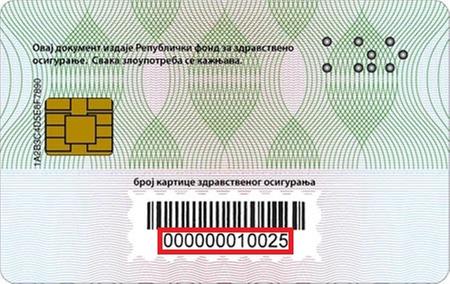 Овај документ издаје Републички фонд за здравствено
осигурање. Свака злоупотреба се кажњава.
1A2B3C4D5E6F7890
број картице здравственог осигурања
000000010025